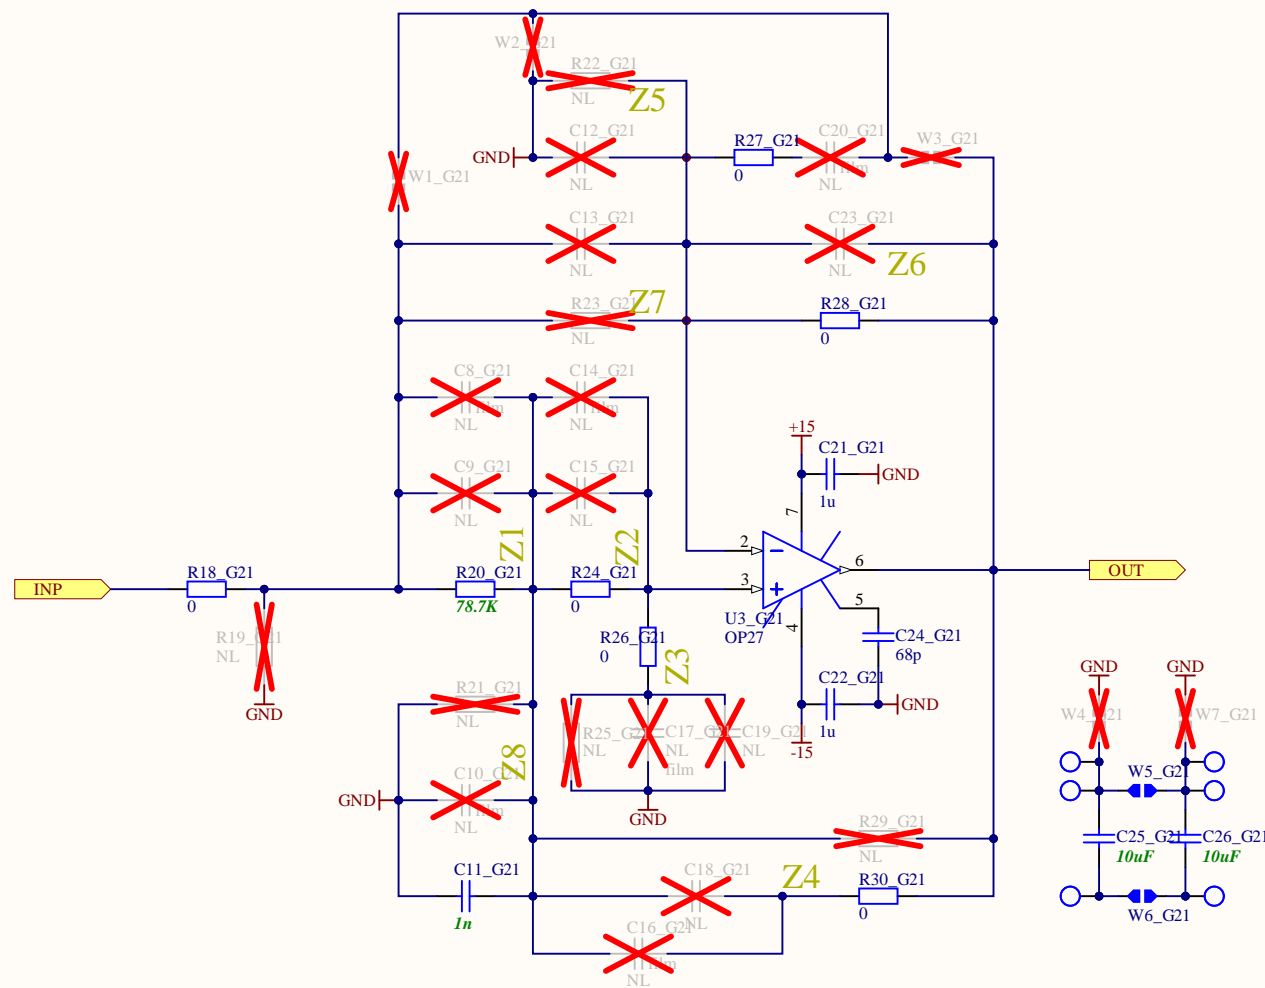 W2_G21
R22_G21
NL
Z5
C12_G21
GND
NL
R27_G21
0
C20_G21
film
NL
W3_G21
W1_G21
C13_G21
NL
C23_G21
NL
Z6
R23_G21
NL
Z7
R28_G21
0
C8_G21
film
NL
C14_G21
film
NL
+15
C21_G21
GND
1u
C9_G21
NL
C15_G21
NL
7
Z1
Z2
2
3
6
5
4
INP
R18_G21
0
R20_G21
78.7K
R24_G21
0
OUT
U3_G21
OP27
R19_G21
NL
GND
R26_G21
0
Z3
C24_G21
68p
C22_G21
GND
1u
-15
GND
GND
W4_G21
W7_G21
R21_G21
NL
R25_G21
NL
C17_G21
NL
film
C19_G21
NL
Z8
GND
C10_G21
film
NL
GND
W5_G21
C25_G21
10uF
C26_G21
10uF
R29_G21
NL
C11_G21
1n
C18_G21
NL
Z4
R30_G21
0
W6_G21
C16_G21
film
NL